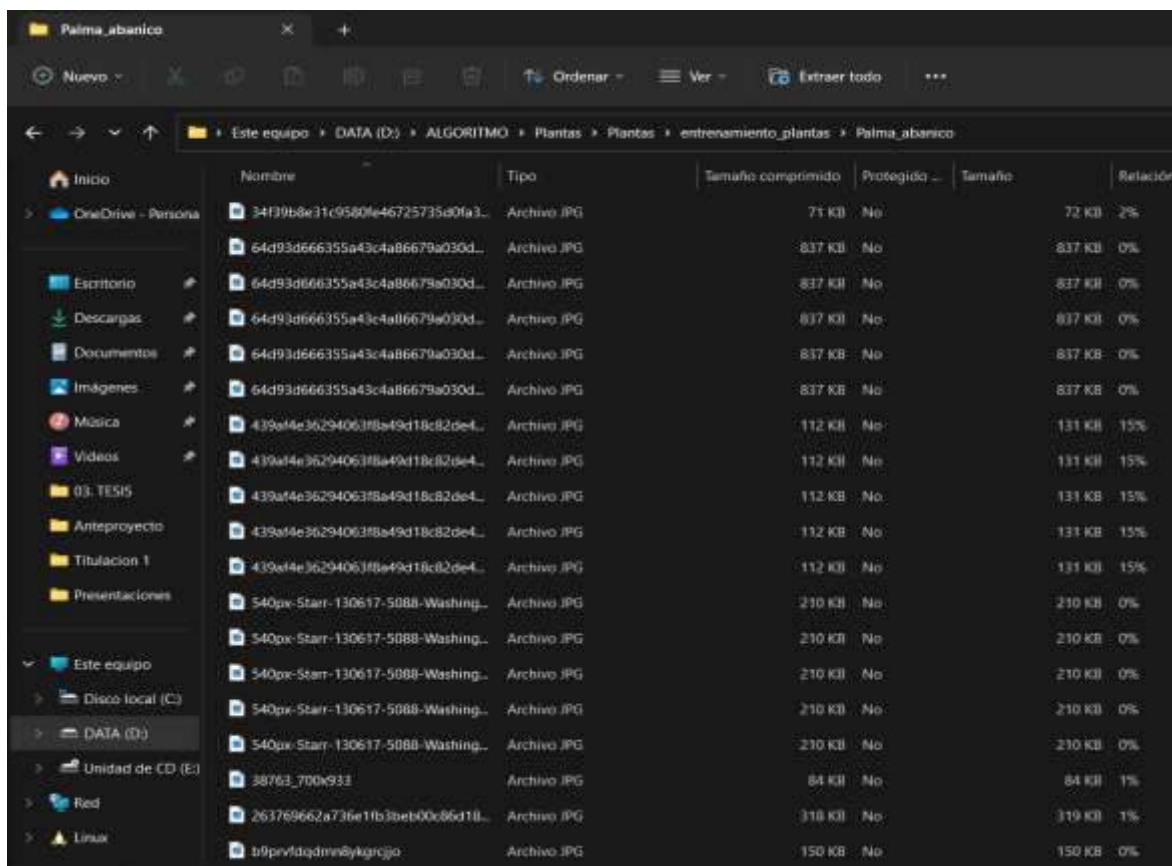 Palma_abanico
Nuevo Ordenar Ver Extraer todo
Este equipo DATA (D:) ALGORITMO Plantas Plantas entrenamiento_plantas Palma_abanico
Inicio
OneDrive - Persona
Escritorio
Descargas
Documentos
Imágenes
Música
Videos
03. TESIS
Anteproyecto
Titulacion 1
Presentaciones
Este equipo
Disco local (C:)
DATA (D:)
Unidad de CD (E:)
Red
Linux
Nombre Tipo Tamaño comprimido Protegido ... Tamaño Relación
34f39b8e31c9580fe46725735d0fa3... Archivo JPG 71 KB No 72 KB 2%
64d93d666355a43c4a86679a030d... Archivo JPG 837 KB No 837 KB 0%
64d93d666355a43c4a86679a030d... Archivo JPG 837 KB No 837 KB 0%
64d93d666355a43c4a86679a030d... Archivo JPG 837 KB No 837 KB 0%
64d93d666355a43c4a86679a030d... Archivo JPG 837 KB No 837 KB 0%
64d93d666355a43c4a86679a030d... Archivo JPG 837 KB No 837 KB 0%
439af4e36294063f8a49d18c82de4... Archivo JPG 112 KB No 131 KB 15%
439af4e36294063f8a49d18c82de4... Archivo JPG 112 KB No 131 KB 15%
439af4e36294063f8a49d18c82de4... Archivo JPG 112 KB No 131 KB 15%
439af4e36294063f8a49d18c82de4... Archivo JPG 112 KB No 131 KB 15%
439af4e36294063f8a49d18c82de4... Archivo JPG 112 KB No 131 KB 15%
540px-Starr-130617-5088-Washing... Archivo JPG 210 KB No 210 KB 0%
540px-Starr-130617-5088-Washing... Archivo JPG 210 KB No 210 KB 0%
540px-Starr-130617-5088-Washing... Archivo JPG 210 KB No 210 KB 0%
540px-Starr-130617-5088-Washing... Archivo JPG 210 KB No 210 KB 0%
540px-Starr-130617-5088-Washing... Archivo JPG 210 KB No 210 KB 0%
38763_700x933 Archivo JPG 84 KB No 84 KB 1%
263769662a736e1fb3beb00c86d18... Archivo JPG 318 KB No 319 KB 1%
b9prvfdqdmn8ykgrcjjo Archivo JPG 150 KB No 150 KB 0%